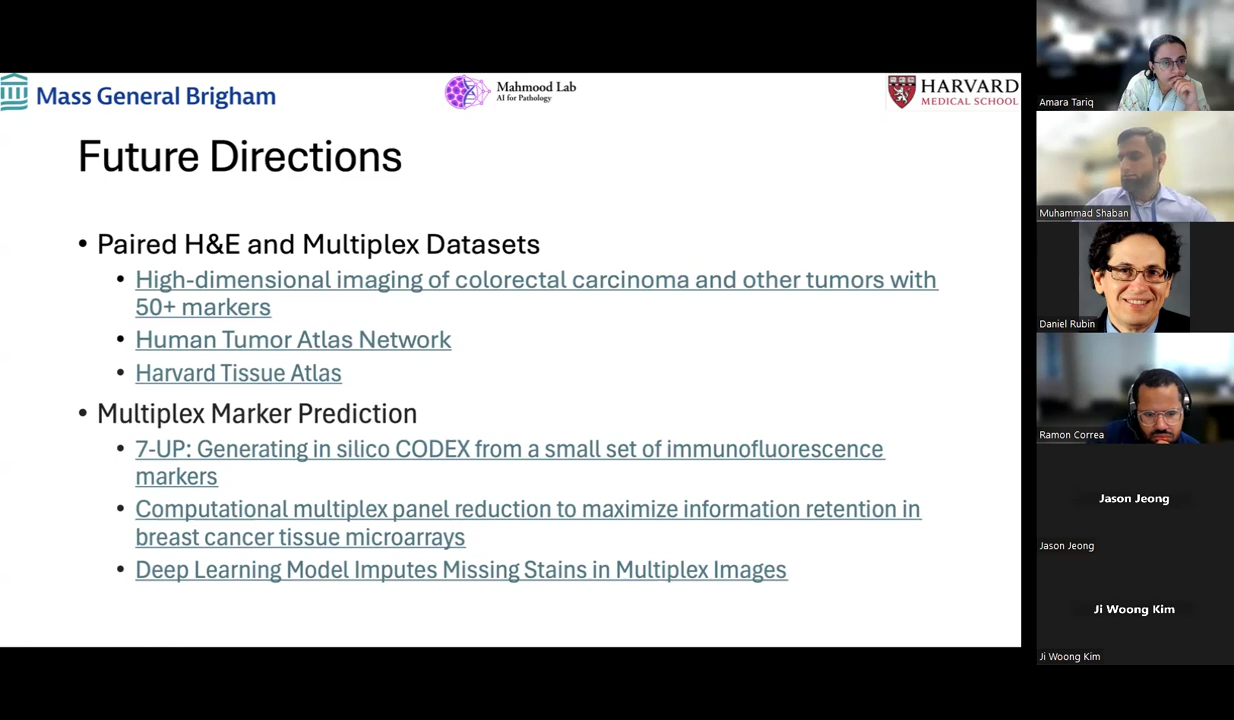 Mass General Brigham
Mahmood Lab
AI for Pathology
HARVARD
MEDICAL SCHOOL
Future Directions
• Paired H&E and Multiplex Datasets
• High-dimensional imaging of colorectal carcinoma and other tumors with
50+ markers
• Human Tumor Atlas Network
• Harvard Tissue Atlas
• Multiplex Marker Prediction
• 7-UP: Generating in silico CODEX from a small set of immunofluorescence
markers
• Computational multiplex panel reduction to maximize information retention in
breast cancer tissue microarrays
• Deep Learning Model Imputes Missing Stains in Multiplex Images
Amara Tariq
Muhammad Shaban
Daniel Rubin
Ramon Correa
Jason Jeong
Jason Jeong
Ji Woong Kim
Ji Woong Kim